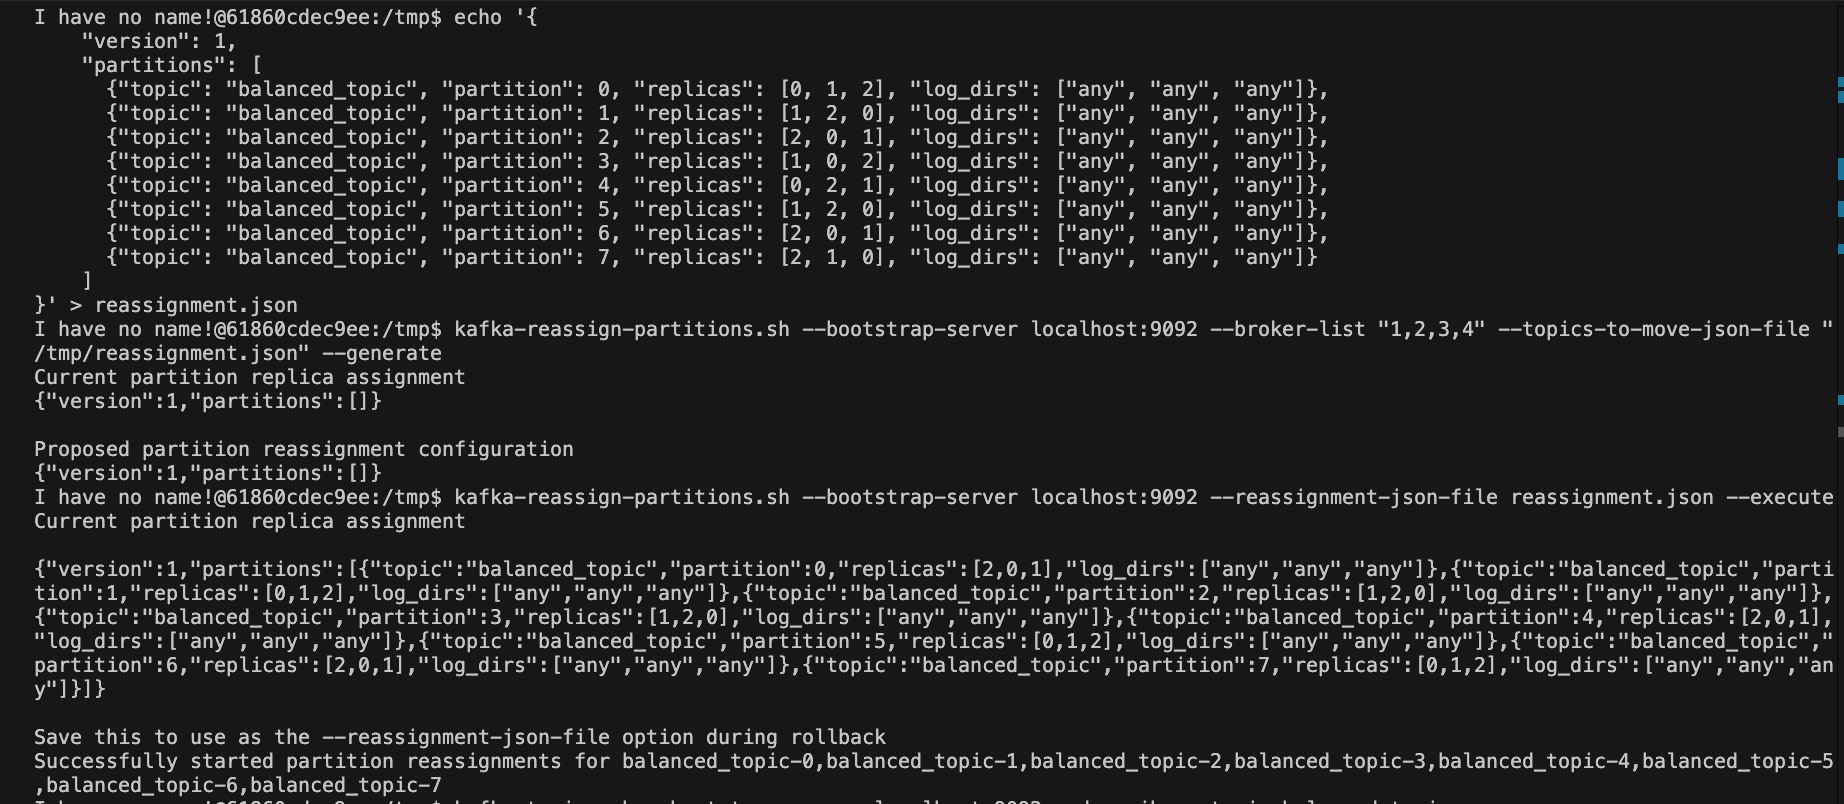 I have no name!@61860cdec9ee:/tmp$ echo '{
    "version": 1,
    "partitions": [
      {"topic": "balanced_topic", "partition": 0, "replicas": [0, 1, 2], "log_dirs": ["any", "any", "any"]},
      {"topic": "balanced_topic", "partition": 1, "replicas": [1, 2, 0], "log_dirs": ["any", "any", "any"]},
      {"topic": "balanced_topic", "partition": 2, "replicas": [2, 0, 1], "log_dirs": ["any", "any", "any"]},
      {"topic": "balanced_topic", "partition": 3, "replicas": [1, 0, 2], "log_dirs": ["any", "any", "any"]},
      {"topic": "balanced_topic", "partition": 4, "replicas": [0, 2, 1], "log_dirs": ["any", "any", "any"]},
      {"topic": "balanced_topic", "partition": 5, "replicas": [1, 2, 0], "log_dirs": ["any", "any", "any"]},
      {"topic": "balanced_topic", "partition": 6, "replicas": [2, 0, 1], "log_dirs": ["any", "any", "any"]},
      {"topic": "balanced_topic", "partition": 7, "replicas": [2, 1, 0], "log_dirs": ["any", "any", "any"]}
    ]
}' > reassignment.json
I have no name!@61860cdec9ee:/tmp$ kafka-reassign-partitions.sh --bootstrap-server localhost:9092 --broker-list "1,2,3,4" --topics-to-move-json-file "
/tmp/reassignment.json" --generate
Current partition replica assignment
{"version":1,"partitions":[]}

Proposed partition reassignment configuration
{"version":1,"partitions":[]}
I have no name!@61860cdec9ee:/tmp$ kafka-reassign-partitions.sh --bootstrap-server localhost:9092 --reassignment-json-file reassignment.json --execute
Current partition replica assignment

{"version":1,"partitions":[{"topic":"balanced_topic","partition":0,"replicas":[2,0,1],"log_dirs":["any","any","any"]},{"topic":"balanced_topic","parti
tion":1,"replicas":[0,1,2],"log_dirs":["any","any","any"]},{"topic":"balanced_topic","partition":2,"replicas":[1,2,0],"log_dirs":["any","any","any"]},
{"topic":"balanced_topic","partition":3,"replicas":[1,2,0],"log_dirs":["any","any","any"]},{"topic":"balanced_topic","partition":4,"replicas":[2,0,1],
"log_dirs":["any","any","any"]},{"topic":"balanced_topic","partition":5,"replicas":[0,1,2],"log_dirs":["any","any","any"]},{"topic":"balanced_topic","
partition":6,"replicas":[2,0,1],"log_dirs":["any","any","any"]},{"topic":"balanced_topic","partition":7,"replicas":[0,1,2],"log_dirs":["any","any","an
y"]}]}

Save this to use as the --reassignment-json-file option during rollback
Successfully started partition reassignments for balanced_topic-0,balanced_topic-1,balanced_topic-2,balanced_topic-3,balanced_topic-4,balanced_topic-5
,balanced_topic-6,balanced_topic-7